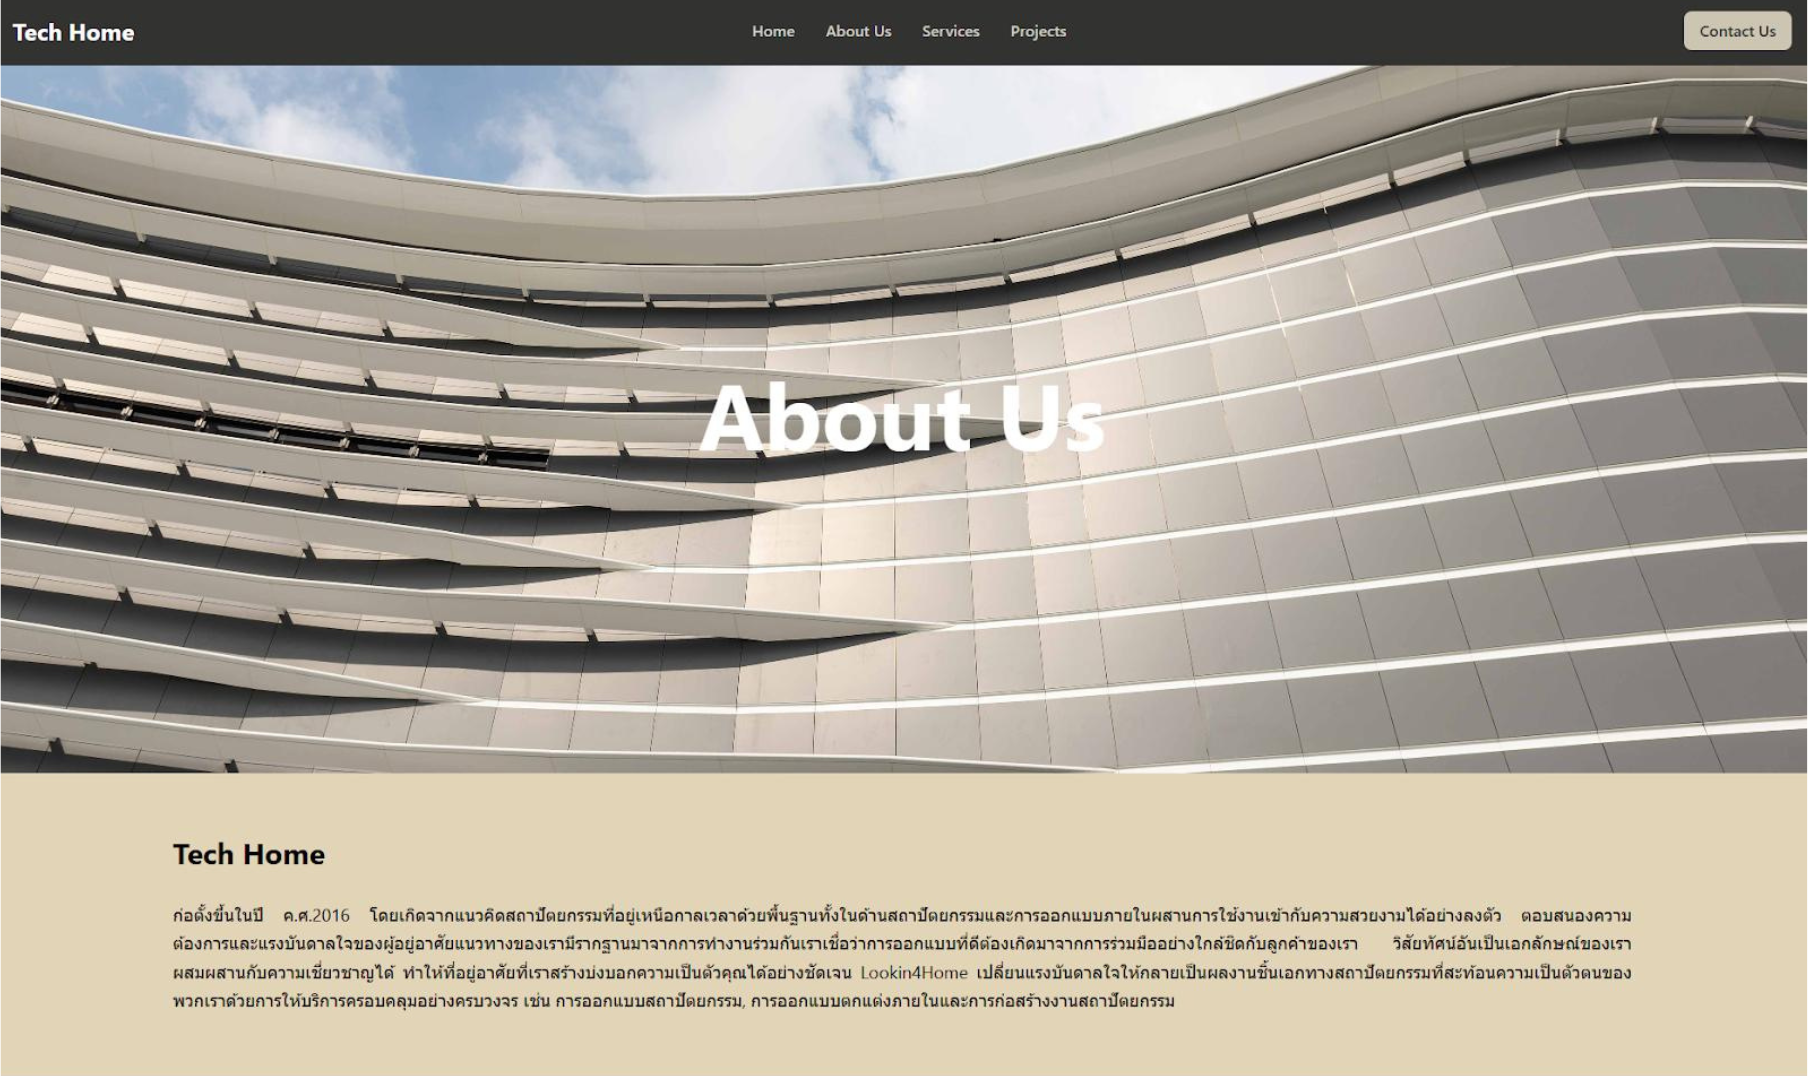 Tech Home
Home
About Us
Services
Projects
Contact Us
About Us
Tech Home
ก่อตั้งขึ้นในปี ค.ศ.2016 โดยเกิดจากแนวคิดสถาปัตยกรรมที่อยู่เหนือกาลเวลาด้วยพื้นฐานทั้งในด้านสถาปัตยกรรมและการออกแบบภายในผสานการใช้งานเข้ากับความสวยงามได้อย่างลงตัว ตอบสนองความ
ต้องการและแรงบันดาลใจของผู้อยู่อาศัยแนวทางของเรามีรากฐานมาจากการทำงานร่วมกันเราเชื่อว่าการออกแบบที่ดีต้องเกิดมาจากการร่วมมืออย่างใกล้ชิดกับลูกค้าของเรา วิสัยทัศน์อันเป็นเอกลักษณ์ของเรา
ผสมผสานกับความเชี่ยวชาญได้ ทำให้ที่อยู่อาศัยที่เราสร้างบ่งบอกความเป็นตัวคุณได้อย่างชัดเจน Lookin4Home เปลี่ยนแรงบันดาลใจให้กลายเป็นผลงานชิ้นเอกทางสถาปัตยกรรมที่สะท้อนความเป็นตัวตนของ
พวกเราด้วยการให้บริการครอบคลุมอย่างครบวงจร เช่น การออกแบบสถาปัตยกรรม, การออกแบบตกแต่งภายในและการก่อสร้างงานสถาปัตยกรรม